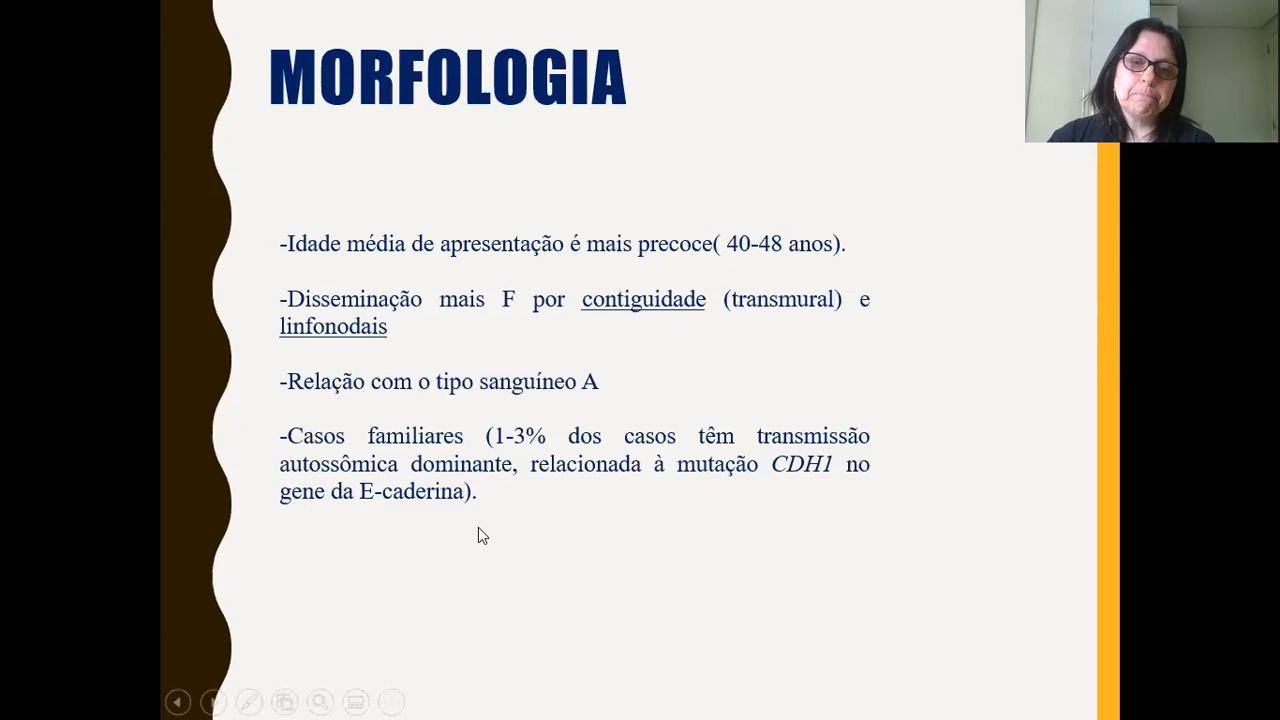 MORFOLOGIA
-Idade média de apresentação é mais precoce( 40-48 anos).
-Disseminação mais F por contiguidade (transmural) e
linfonodais
-Relação com o tipo sanguíneo A
-Casos familiares (1-3% dos casos têm transmissão
autossômica dominante, relacionada à mutação CDH1 no
gene da E-caderina).